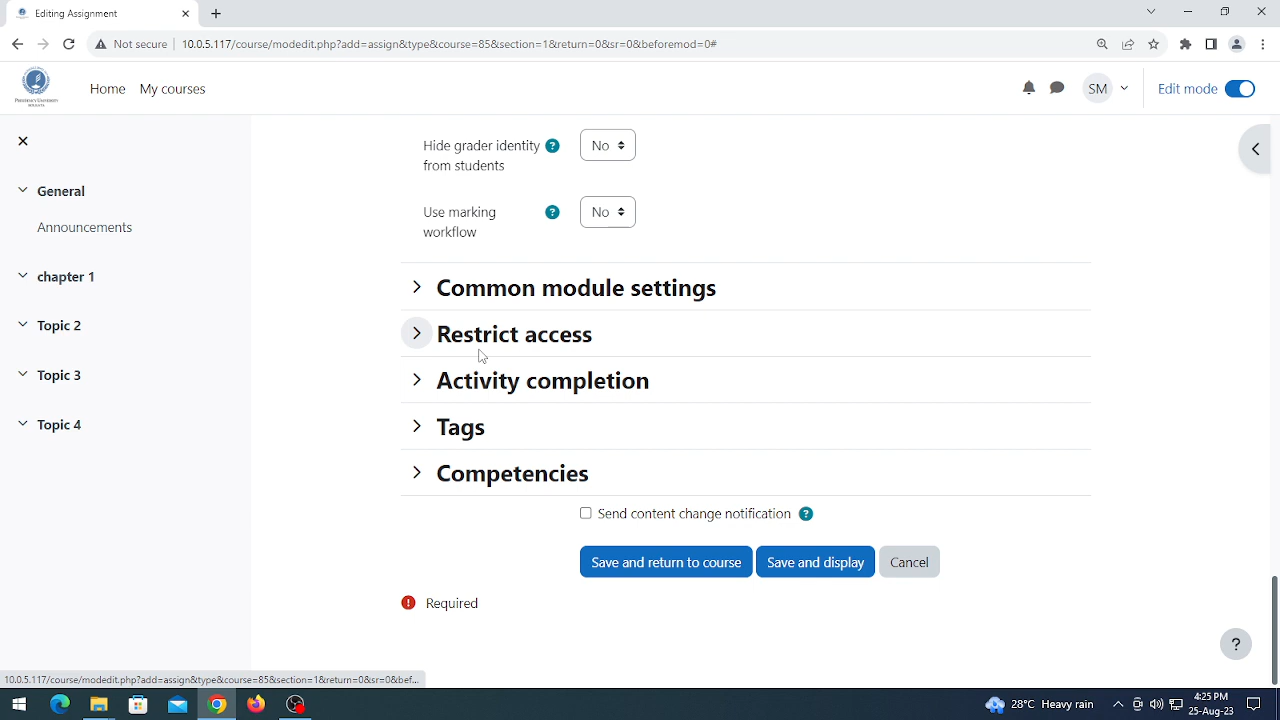 Editing Assignment
Not secure
10.0.5.117/course/modedit.php?add=assign&type&course=85&section=1&return=0&sr=0&beforemod=0#
PRESIDENCY UNIVERSITY
Home My courses
SM
Edit mode
General
Announcements
chapter 1
Topic 2
Topic 3
Topic 4
Hide grader identity ? No
from students
Use marking ? No
workflow
Common module settings
Restrict access
Activity completion
Tags
Competencies
Send content change notification ?
Save and return to course Save and display Cancel
! Required
?
10.0.5.117/course/modedit.php?add=assign&type&course=85&section=1&return=0&sr=0&bef...
28°C Heavy rain
4:25 PM
25-Aug-23